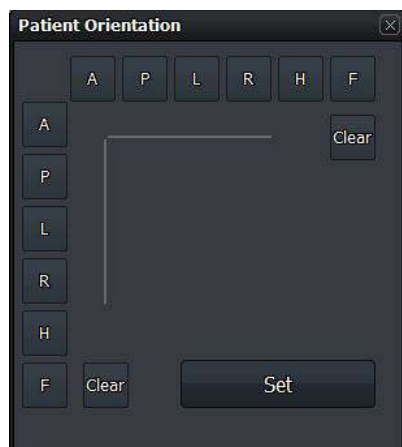 Patient Orientation
A P L R H F
A
Clear
P
L
R
H
F Clear Set